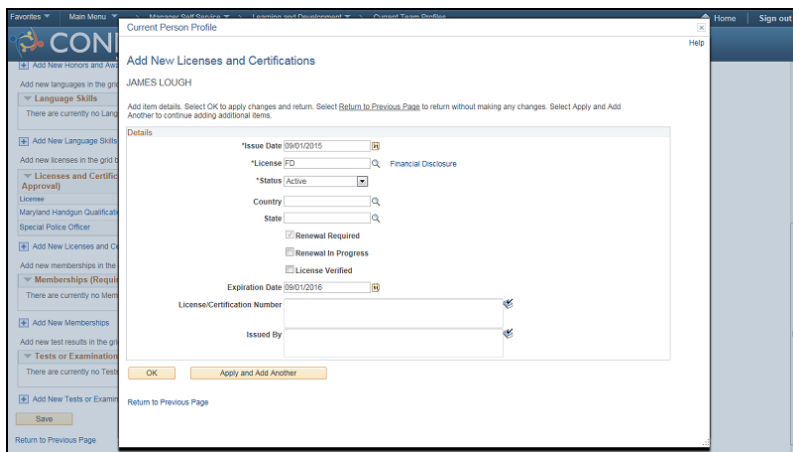 Favorites Main Menu > Manager Self Service > Learning and Development > Current Team Profiles Home Sign out
CON
Add New Honors and Awa
Add new languages in the grid
Language Skills
There are currently no Lang
Add New Language Skills
Add new licenses in the grid b
Licenses and Certific
Approval)
License
Maryland Handgun Qualificati
Special Police Officer
Add New Licenses and Ce
Add new memberships in the
Memberships (Requir
There are currently no Mem
Add New Memberships
Add new test results in the gri
Tests or Examination
There are currently no Tests
Add New Tests or Examin
Save
Return to Previous Page
Current Person Profile
Help
Add New Licenses and Certifications
JAMES LOUGH
Add item details. Select OK to apply changes and return. Select Return to Previous Page to return without making any changes. Select Apply and Add
Another to continue adding additional items.
Details
*Issue Date 09/01/2015
*License FD Financial Disclosure
*Status Active
Country
State
Renewal Required
Renewal In Progress
License Verified
Expiration Date 09/01/2016
License/Certification Number
Issued By
OK Apply and Add Another
Return to Previous Page